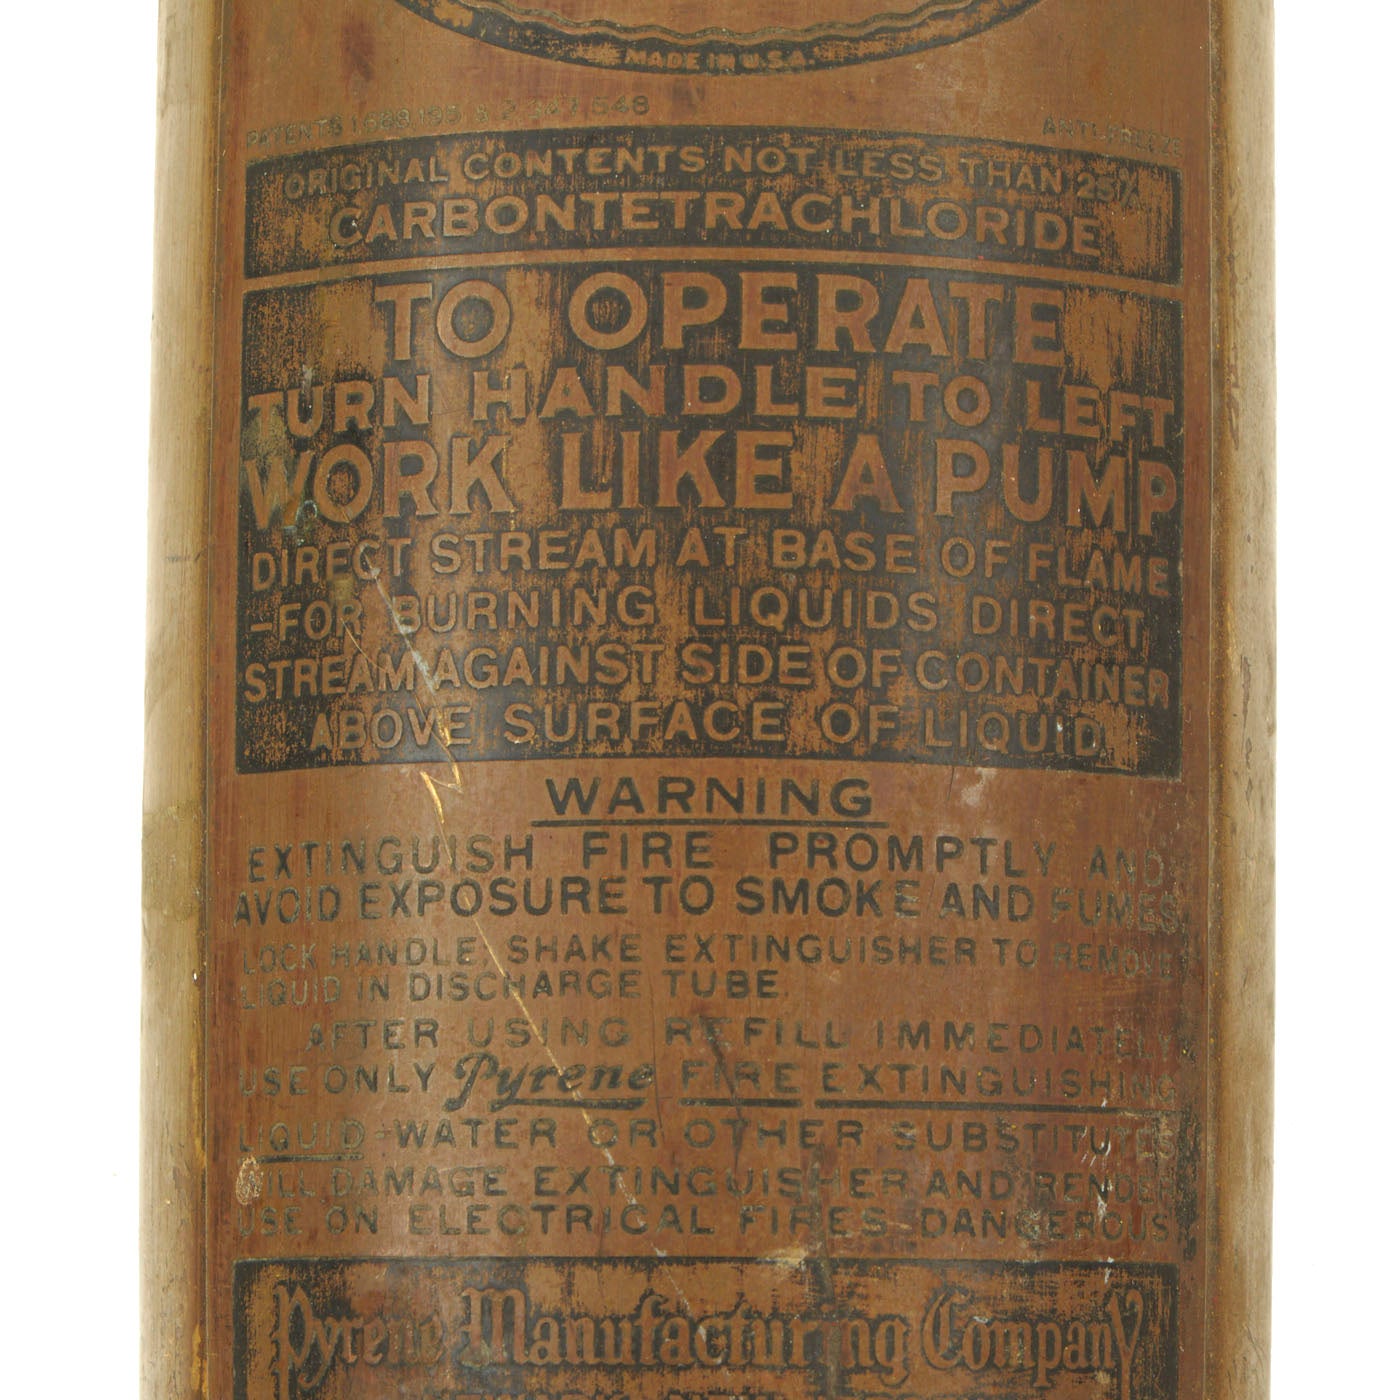 MADE IN U.S.A.
PATENTS 1,588,195 & 2,
ANTI-FREEZE
ORIGINAL CONTENTS NOT LESS THAN 25%
CARBONTETRACHLORIDE
TO OPERATE
TURN HANDLE TO LEFT
WORK LIKE A PUMP
DIRECT STREAM AT BASE OF FLAME
-FOR BURNING LIQUIDS DIRECT
STREAM AGAINST SIDE OF CONTAINER
ABOVE SURFACE OF LIQUID
WARNING
EXTINGUISH FIRE PROMPTLY AND
AVOID EXPOSURE TO SMOKE AND FUMES
LOCK HANDLE, SHAKE EXTINGUISHER TO REMOVE
LIQUID IN DISCHARGE TUBE.
AFTER USING REFILL IMMEDIATELY
USE ONLY Pyrene FIRE EXTINGUISHING
LIQUID-WATER OR OTHER SUBSTITUTES
WILL DAMAGE EXTINGUISHER AND RENDER
USE ON ELECTRICAL FIRES DANGEROUS
Pyrene Manufacturing Company